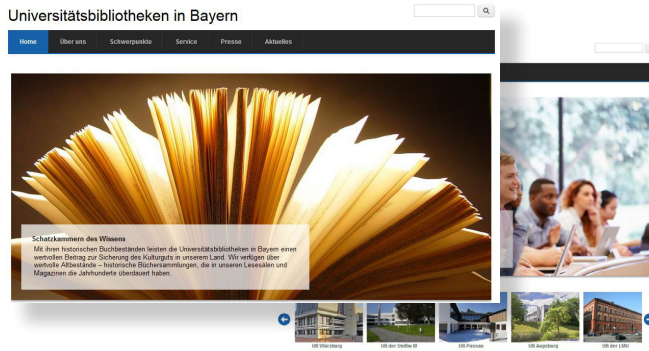 Universitätsbibliotheken in Bayern
Home Über uns Schwerpunkte Service Presse Aktuelles
Schatzkammern des Wissens
Mit ihren historischen Buchbeständen leisten die Universitätsbibliotheken in Bayern einen
wertvollen Beitrag zur Sicherung des Kulturguts in unserem Land. Wir verfügen über
wertvolle Altbestände – historische Büchersammlungen, die in unseren Lesesälen und
Magazinen die Jahrhunderte überdauert haben.
UB Würzburg UB der UniBw M UB Passau UB Augsburg UB der LMU